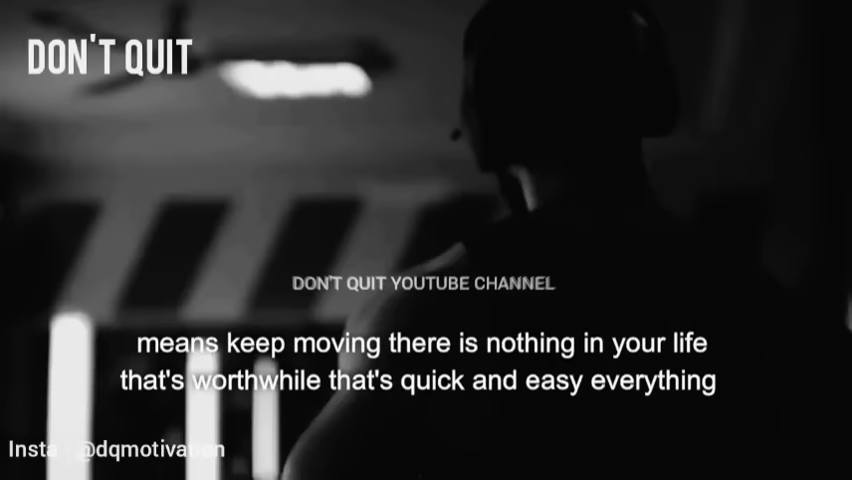 DON'T QUIT
DON'T QUIT YOUTUBE CHANNEL
means keep moving there is nothing in your life
that's worthwhile that's quick and easy everything
Insta - @dqmotivation